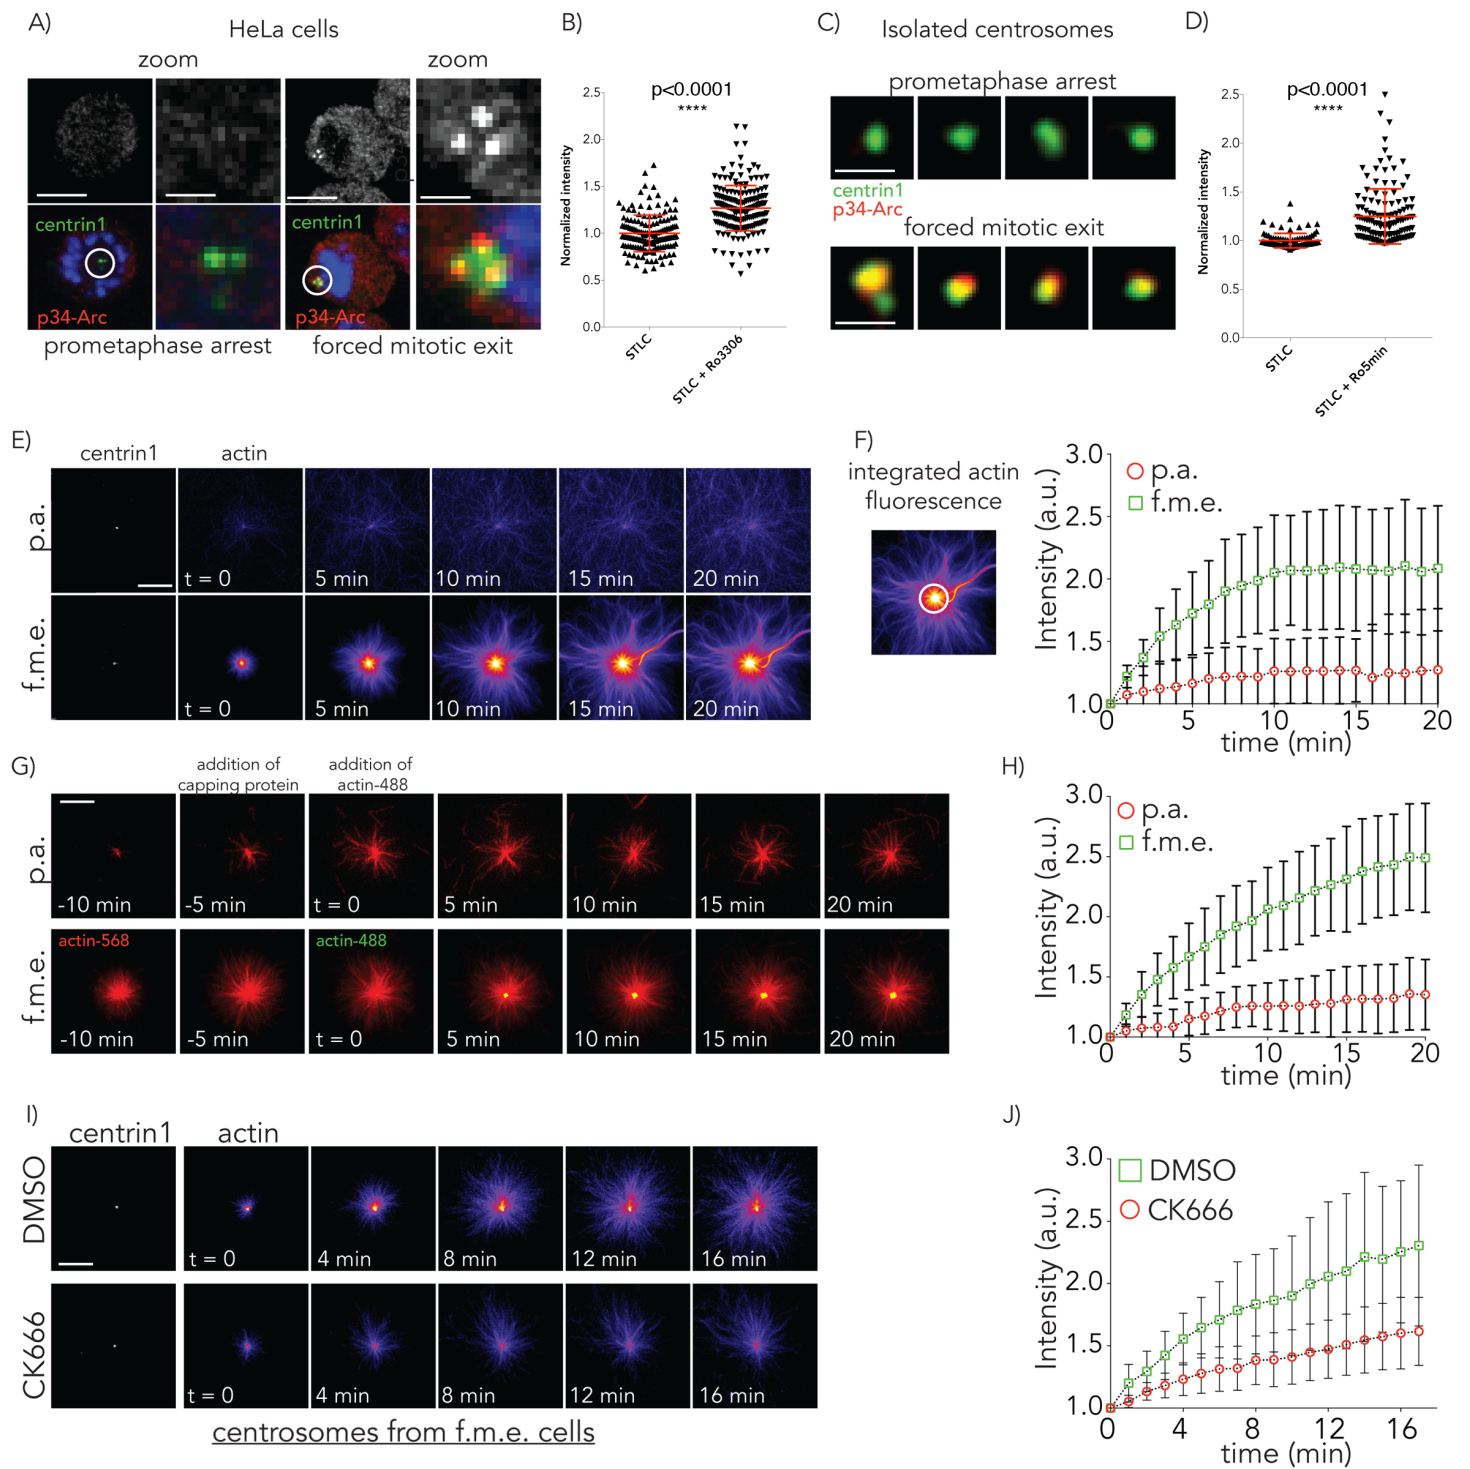 A)
HeLa cells
zoom
zoom
centrin1
p34-Arc
centrin1
p34-Arc
prometaphase arrest
forced mitotic exit
B)
p<0.0001
****
Normalized intensity
2.5
2.0
1.5
1.0
0.5
0.0
STLC
STLC + Ro3306
C)
Isolated centrosomes
prometaphase arrest
centrin1
p34-Arc
forced mitotic exit
D)
p<0.0001
****
Normalized intensity
2.5
2.0
1.5
1.0
0.5
0.0
STLC
STLC + Ro5min
E)
centrin1
actin
p.a.
t = 0
5 min
10 min
15 min
20 min
f.m.e.
t = 0
5 min
10 min
15 min
20 min
F)
integrated actin
fluorescence
Intensity (a.u.)
3.0
2.5
2.0
1.5
1.0
p.a.
f.m.e.
0
5
10
15
20
time (min)
G)
addition of
capping protein
addition of
actin-488
p.a.
-10 min
-5 min
t = 0
5 min
10 min
15 min
20 min
f.m.e.
actin-568
actin-488
-10 min
-5 min
t = 0
5 min
10 min
15 min
20 min
H)
Intensity (a.u.)
3.0
2.5
2.0
1.5
1.0
p.a.
f.m.e.
0
5
10
15
20
time (min)
I)
centrin1
actin
DMSO
t = 0
4 min
8 min
12 min
16 min
CK666
t = 0
4 min
8 min
12 min
16 min
centrosomes from f.m.e. cells
J)
Intensity (a.u.)
3.0
2.5
2.0
1.5
1.0
DMSO
CK666
0
4
8
12
16
time (min)